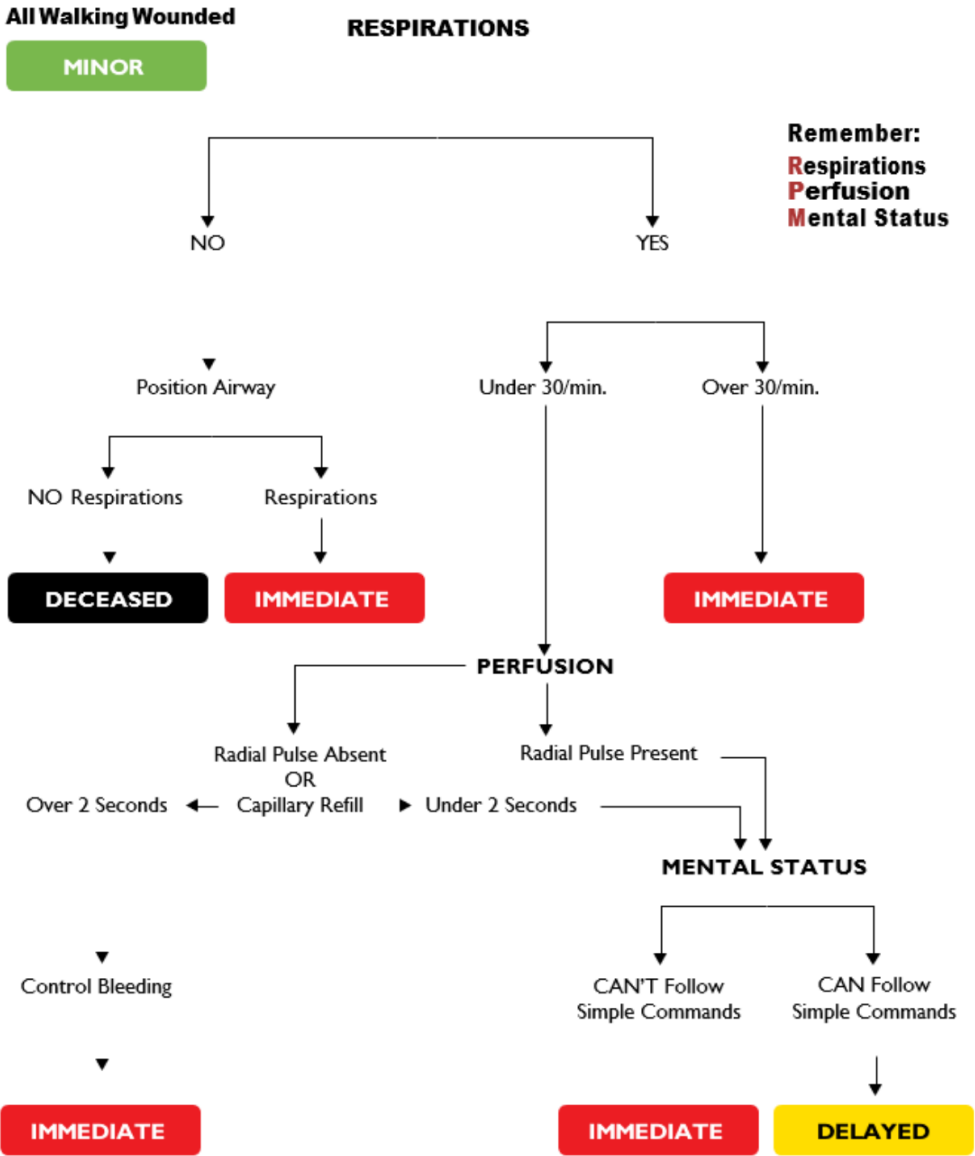 All Walking Wounded
MINOR
RESPIRATIONS
Remember:
Respirations
Perfusion
Mental Status
NO
YES
Position Airway
Under 30/min.
Over 30/min.
NO Respirations
Respirations
DECEASED
IMMEDIATE
IMMEDIATE
PERFUSION
Radial Pulse Absent
OR
Capillary Refill
Radial Pulse Present
Over 2 Seconds
Under 2 Seconds
MENTAL STATUS
Control Bleeding
CAN'T Follow
Simple Commands
CAN Follow
Simple Commands
IMMEDIATE
IMMEDIATE
DELAYED